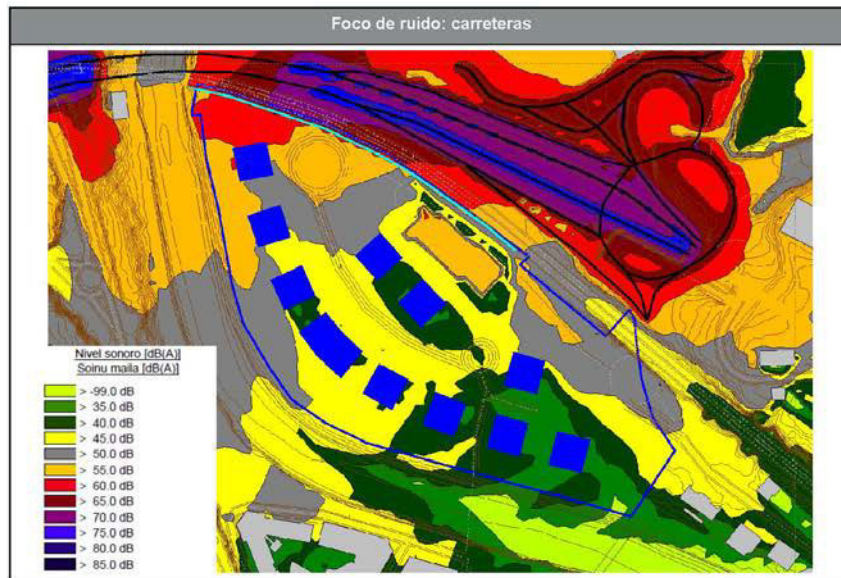 Foco de ruido: carreteras
Nivel sonoro [dB(A)]
Soinu maila [dB(A)]
> -99.0 dB
> 35.0 dB
> 40.0 dB
> 45.0 dB
> 50.0 dB
> 55.0 dB
> 60.0 dB
> 65.0 dB
> 70.0 dB
> 75.0 dB
> 80.0 dB
> 85.0 dB